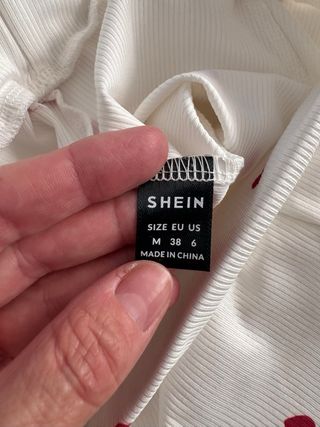 SHEIN
SIZE EU US
M 38 6
MADE IN CHINA